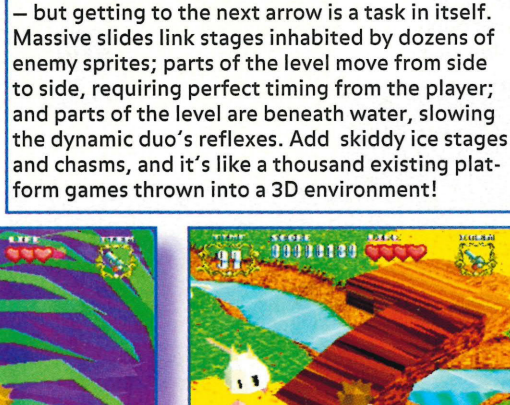 – but getting to the next arrow is a task in itself.
Massive slides link stages inhabited by dozens of
enemy sprites; parts of the level move from side
to side, requiring perfect timing from the player;
and parts of the level are beneath water, slowing
the dynamic duo's reflexes. Add skiddy ice stages
and chasms, and it's like a thousand existing plat-
form games thrown into a 3D environment!
TIME SCORE